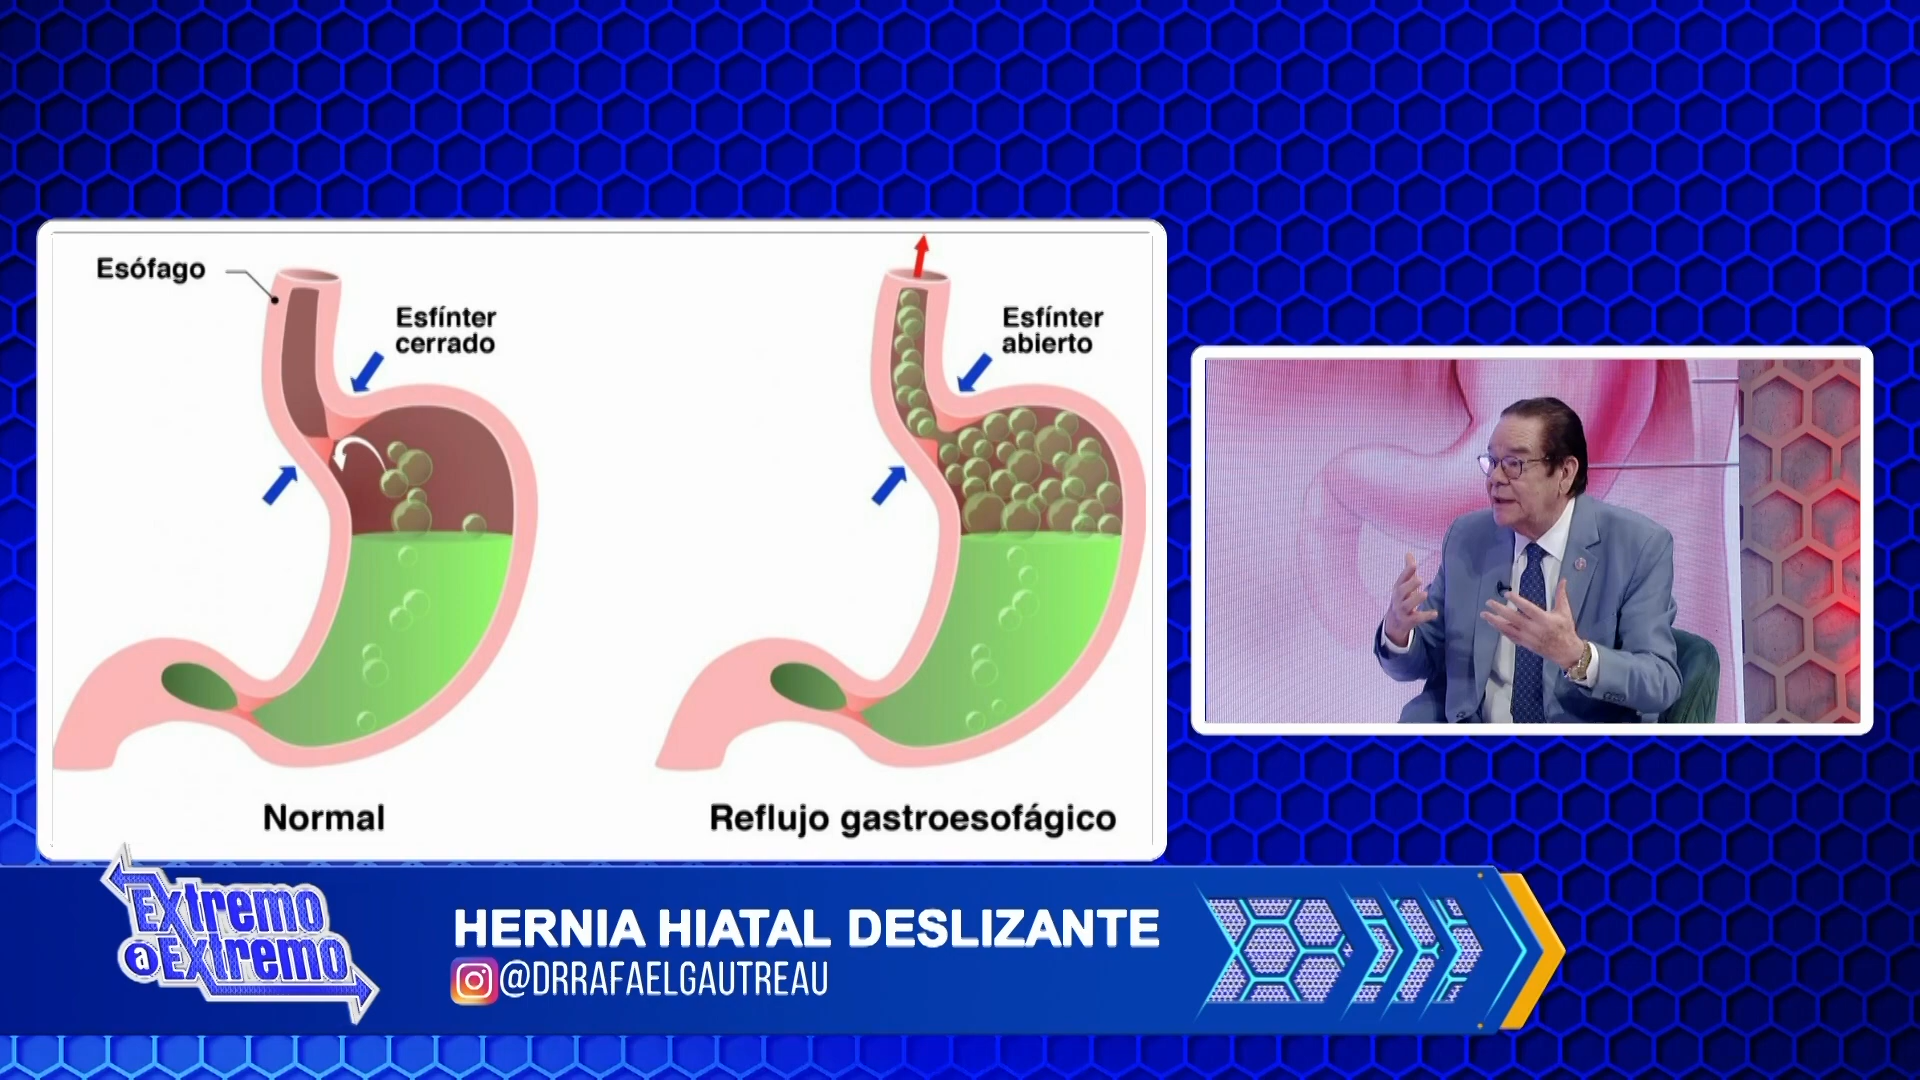 Esófago
Esfínter
cerrado
Normal
Esfínter
abierto
Reflujo gastroesofágico
Extremo
a Extremo
HERNIA HIATAL DESLIZANTE
@DRRAFAELGAUTREAU